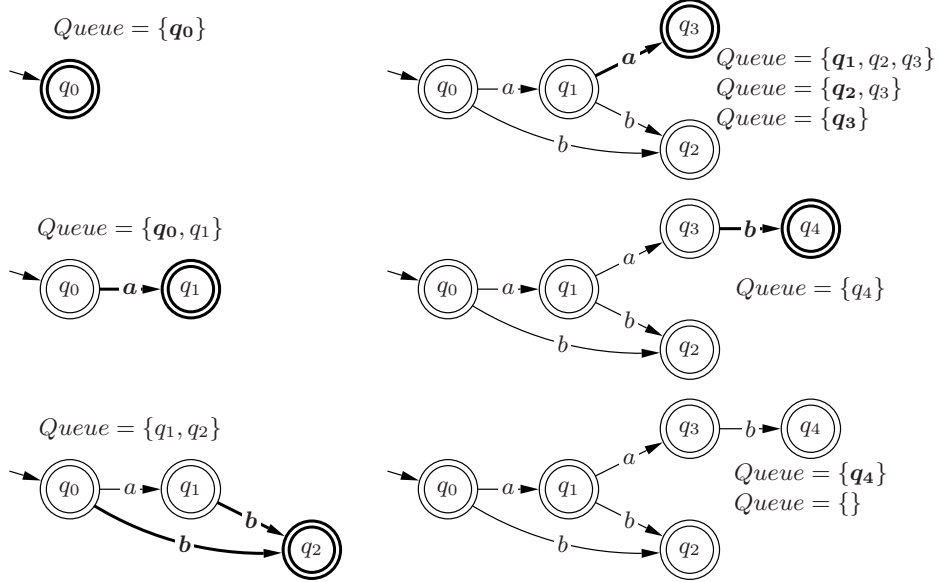 Queue = {q0}
q0
Queue = {q0, q1}
q0 a q1
Queue = {q1, q2}
q0 a q1
b
b q2
q3
a
q0 a q1
Queue = {q1, q2, q3}
Queue = {q2, q3}
Queue = {q3}
b
b q2
q3 b q4
a
q0 a q1
Queue = {q4}
b
b q2
q3 b q4
a
q0 a q1
Queue = {q4}
Queue = {}
b
b q2